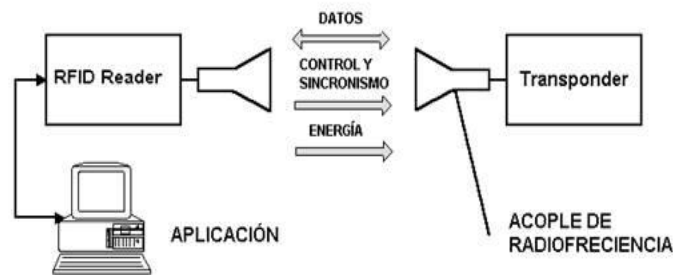 DATOS
RFID Reader
CONTROL Y
SINCRONISMO
Transponder
ENERGÍA
APLICACIÓN
ACOPLE DE
RADIOFRECIENCIA